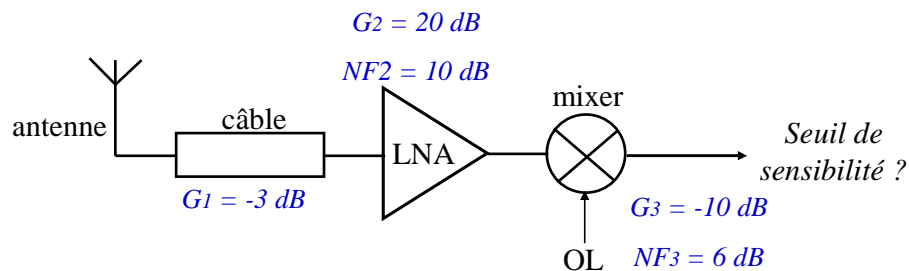 G2 = 20 dB
NF2 = 10 dB
antenne
câble
G1 = -3 dB
LNA
mixer
OL
G3 = -10 dB
NF3 = 6 dB
Seuil de
sensibilité ?